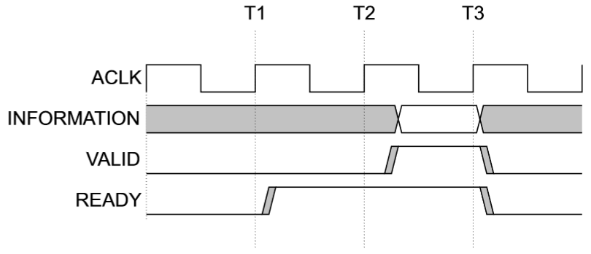 T1 T2 T3
ACLK
INFORMATION
VALID
READY